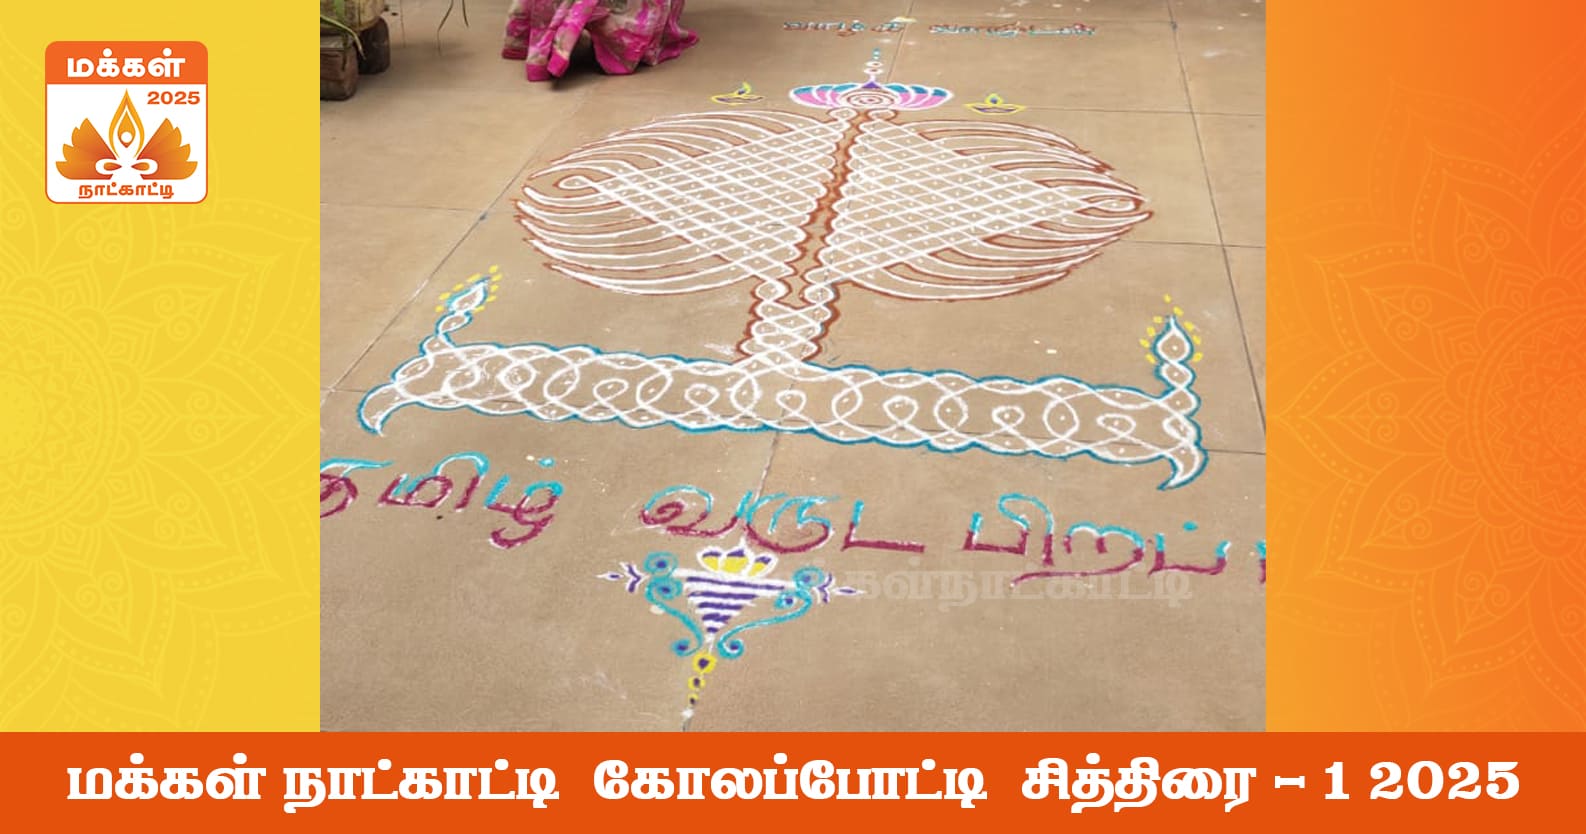 மக்கள்
2025
நாட்காட்டி
தமிழ் வருட பிறப்
மக்கள் நாட்காட்டி கோலப்போட்டி சித்திரை - 1 2025